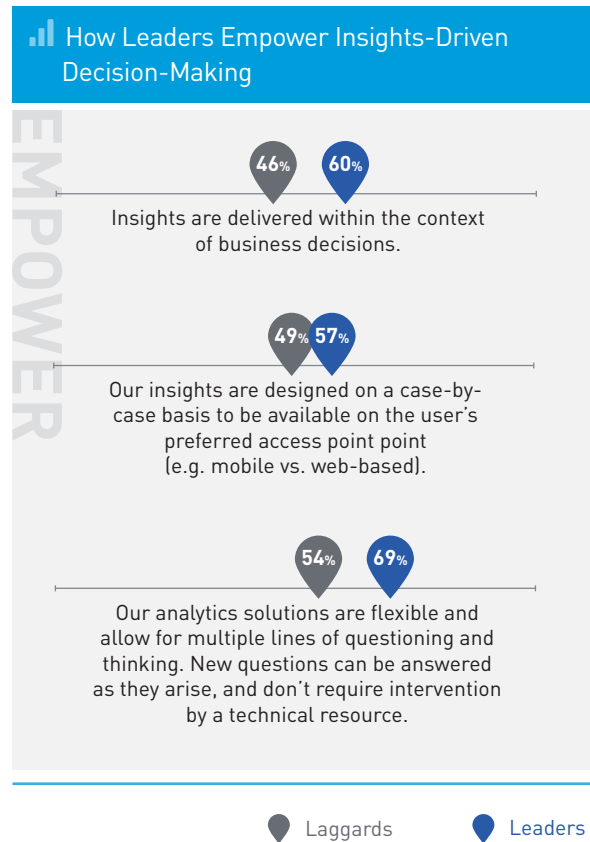 How Leaders Empower Insights-Driven
Decision-Making
EMPOWER
46% 60%
Insights are delivered within the context
of business decisions.
49% 57%
Our insights are designed on a case-by-
case basis to be available on the user's
preferred access point point
(e.g. mobile vs. web-based).
54% 69%
Our analytics solutions are flexible and
allow for multiple lines of questioning and
thinking. New questions can be answered
as they arise, and don't require intervention
by a technical resource.
Laggards Leaders